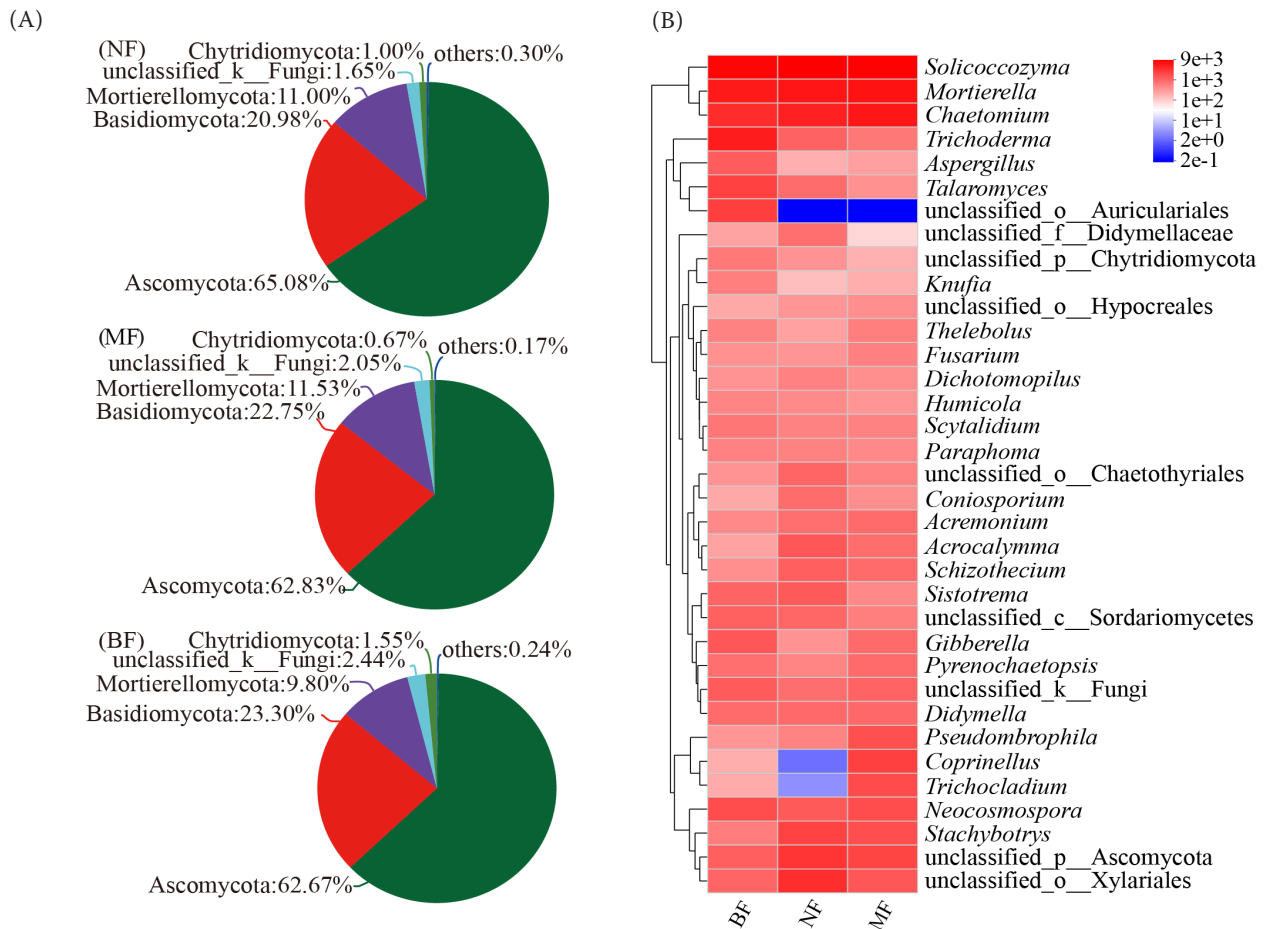 (A)
(NF)
Chytridiomycota:1.00%
others:0.30%
unclassified_k__Fungi:1.65%
Mortierellomycota:11.00%
Basidiomycota:20.98%
Ascomycota:65.08%
(MF)
Chytridiomycota:0.67%
others:0.17%
unclassified_k__Fungi:2.05%
Mortierellomycota:11.53%
Basidiomycota:22.75%
Ascomycota:62.83%
(BF)
Chytridiomycota:1.55%
others:0.24%
unclassified_k__Fungi:2.44%
Mortierellomycota:9.80%
Basidiomycota:23.30%
Ascomycota:62.67%
(B)
Solicoccozyma
Mortierella
Chaetomium
Trichoderma
Aspergillus
Talaromyces
unclassified_o__Auriculariales
unclassified_f__Didymellaceae
unclassified_p__Chytridiomycota
Knufia
unclassified_o__Hypocreales
Thelebolus
Fusarium
Dichotomopilus
Humicola
Scytalidium
Paraphoma
unclassified_o__Chaetothyriales
Coniosporium
Acremonium
Acrocalymma
Schizothecium
Sistotrema
unclassified_c__Sordariomycetes
Gibberella
Pyrenochaetopsis
unclassified_k__Fungi
Didymella
Pseudombrophila
Coprinellus
Trichocladium
Neocosmospora
Stachybotrys
unclassified_p__Ascomycota
unclassified_o__Xylariales
BF
NF
MF
9e+3
1e+3
1e+2
1e+1
2e+0
2e-1